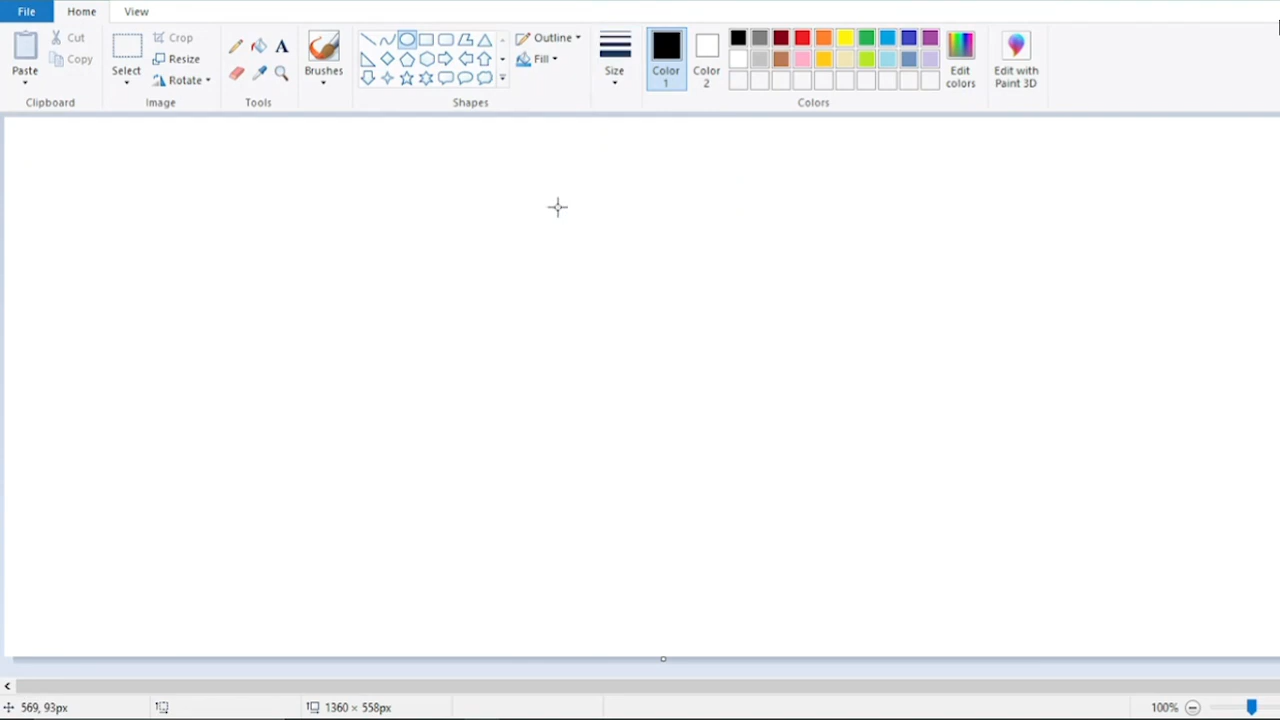 File Home View
Paste
Cut
Copy
Clipboard
Select
Crop
Resize
Rotate
Image
A
Tools
Brushes
Outline
Fill
Shapes
Size
Color 1
Color 2
Edit colors
Colors
Edit with Paint 3D
569, 93px 1360 × 558px 100%